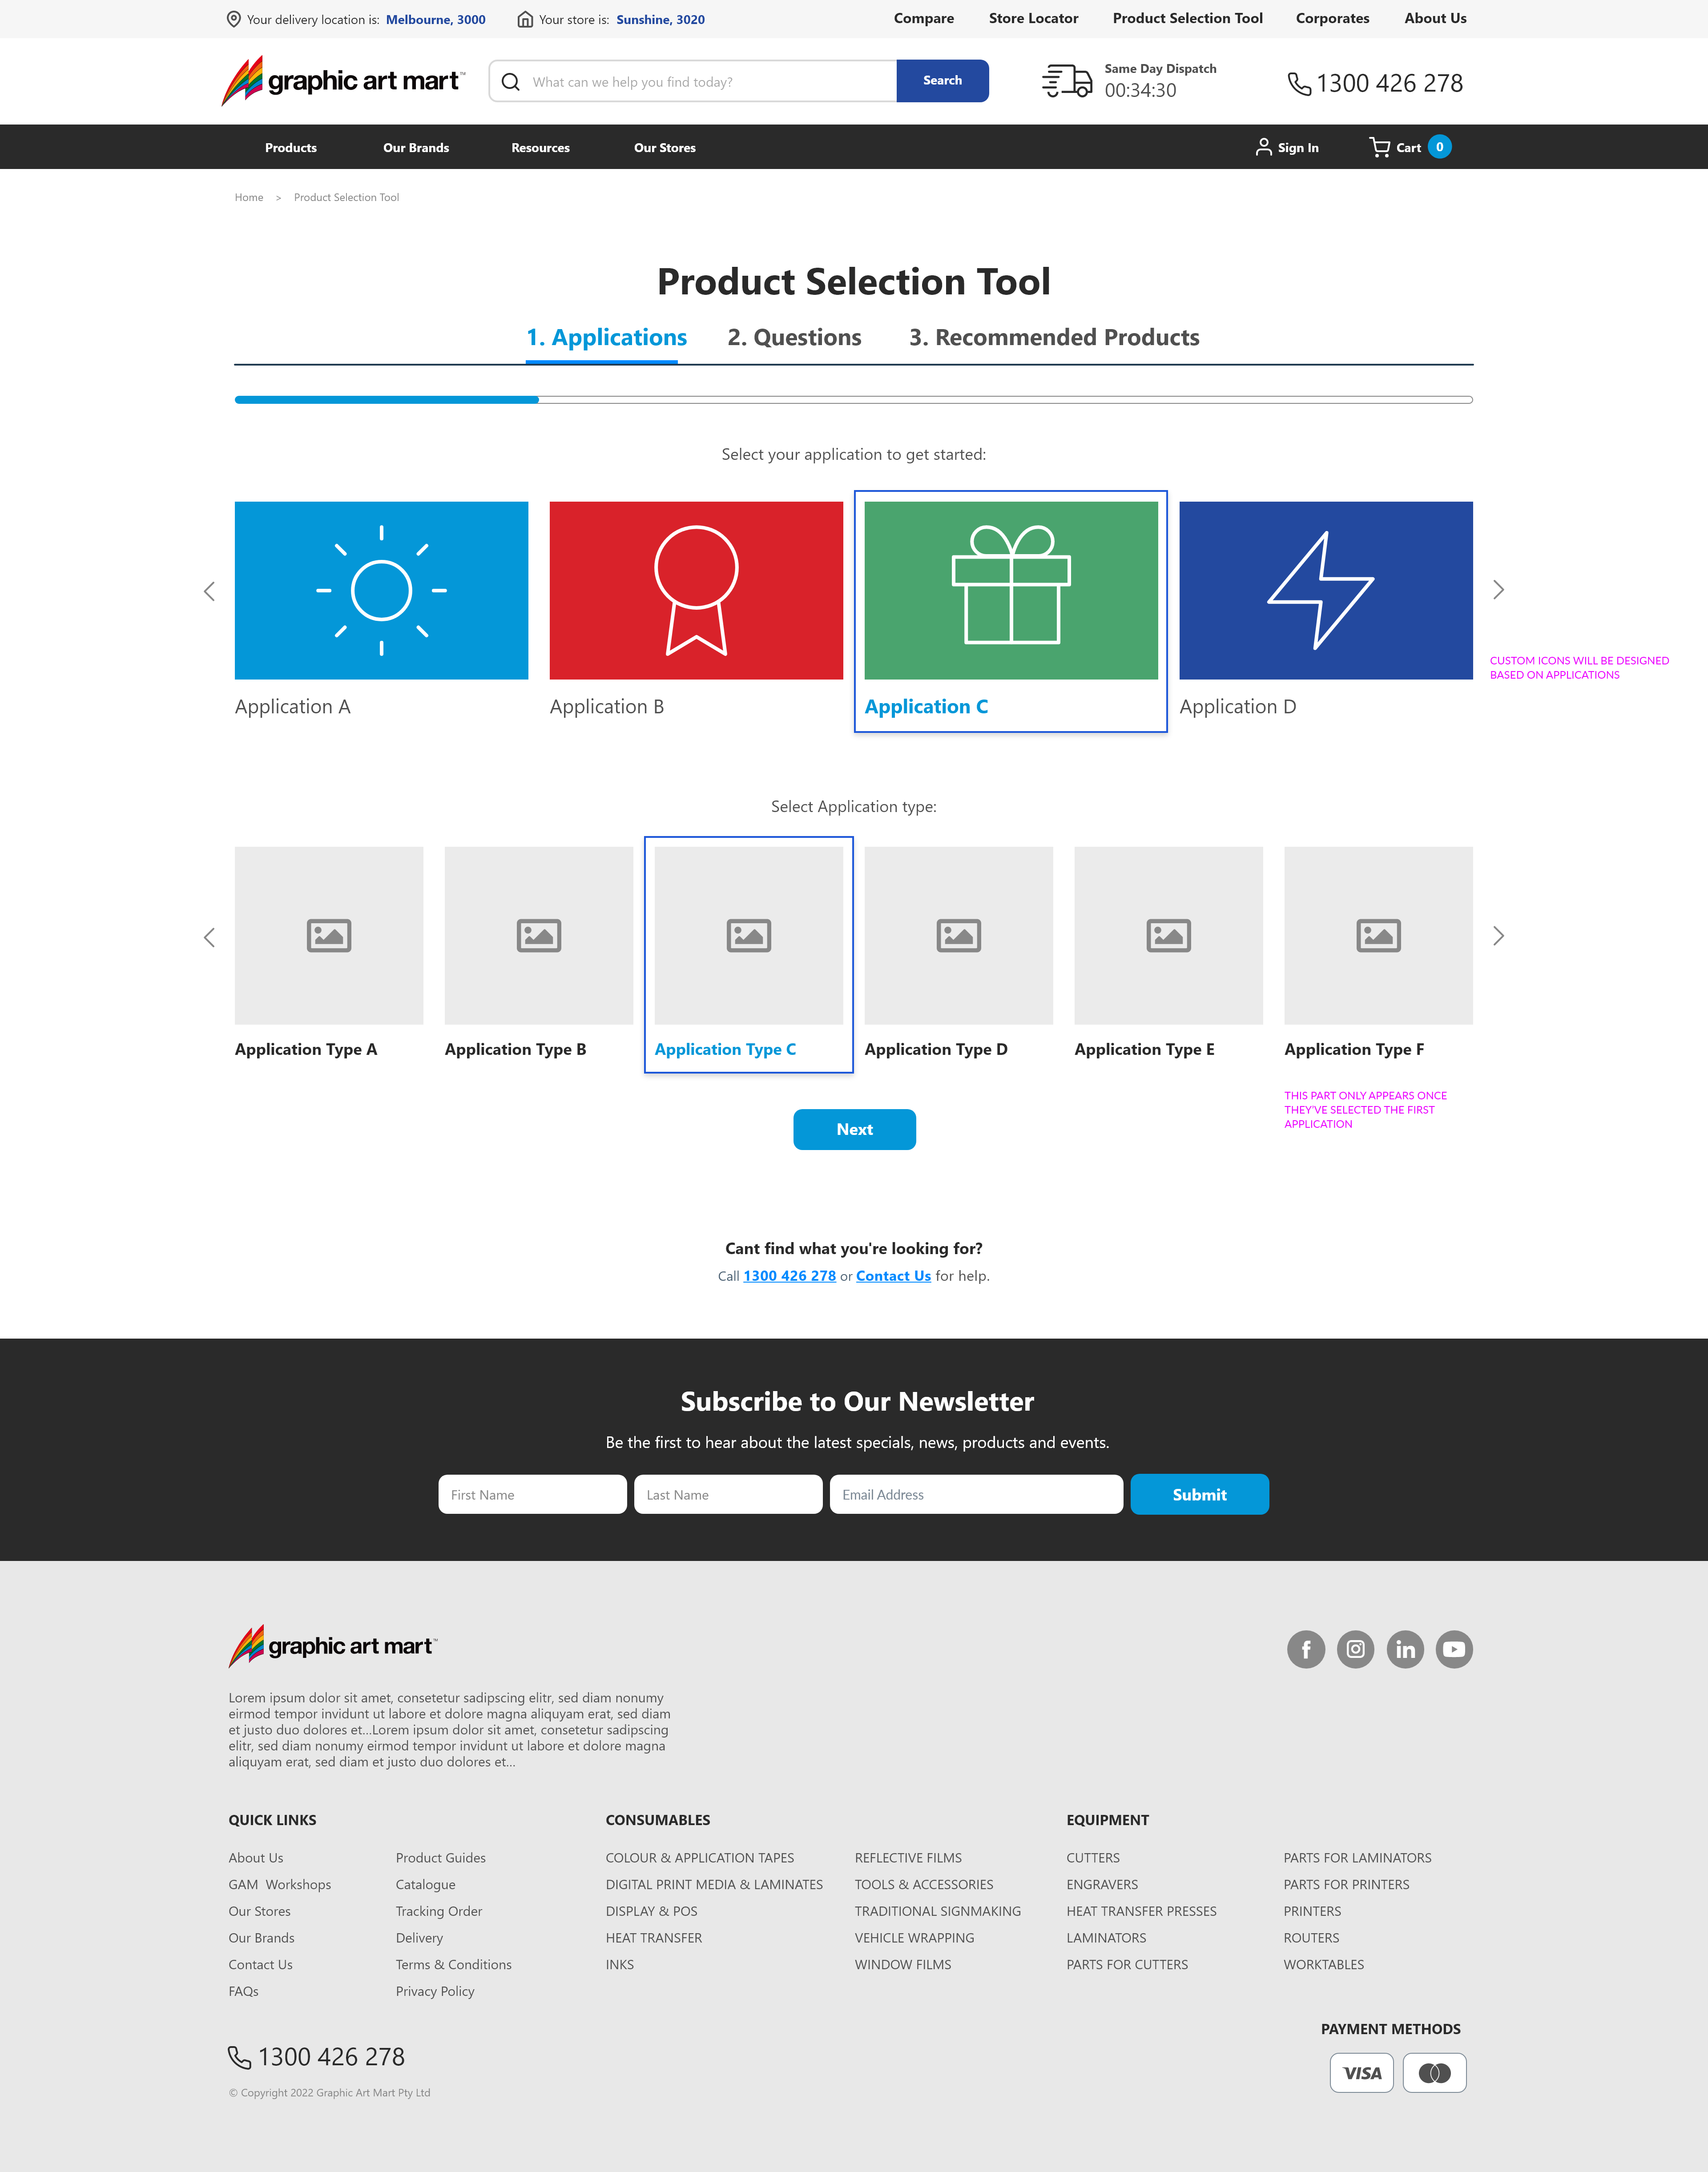 Your delivery location is: Melbourne, 3000
Your store is: Sunshine, 3020
Compare
Store Locator
Product Selection Tool
Corporates
About Us
graphic art mart™
What can we help you find today?
Search
Same Day Dispatch
00:34:30
1300 426 278
Products
Our Brands
Resources
Our Stores
Sign In
Cart
0
Home > Product Selection Tool
Product Selection Tool
1. Applications
2. Questions
3. Recommended Products
Select your application to get started:
Application A
Application B
Application C
Application D
CUSTOM ICONS WILL BE DESIGNED
BASED ON APPLICATIONS
Select Application type:
Application Type A
Application Type B
Application Type C
Application Type D
Application Type E
Application Type F
THIS PART ONLY APPEARS ONCE
THEY'VE SELECTED THE FIRST
APPLICATION
Next
Cant find what you're looking for?
Call 1300 426 278 or Contact Us for help.
Subscribe to Our Newsletter
Be the first to hear about the latest specials, news, products and events.
First Name
Last Name
Email Address
Submit
graphic art mart™
f
in
Lorem ipsum dolor sit amet, consetetur sadipscing elitr, sed diam nonumy
eirmod tempor invidunt ut labore et dolore magna aliquyam erat, sed diam
et justo duo dolores et...Lorem ipsum dolor sit amet, consetetur sadipscing
elitr, sed diam nonumy eirmod tempor invidunt ut labore et dolore magna
aliquyam erat, sed diam et justo duo dolores et...
QUICK LINKS
About Us
GAM  Workshops
Our Stores
Our Brands
Contact Us
FAQs
Product Guides
Catalogue
Tracking Order
Delivery
Terms & Conditions
Privacy Policy
CONSUMABLES
COLOUR & APPLICATION TAPES
DIGITAL PRINT MEDIA & LAMINATES
DISPLAY & POS
HEAT TRANSFER
INKS
REFLECTIVE FILMS
TOOLS & ACCESSORIES
TRADITIONAL SIGNMAKING
VEHICLE WRAPPING
WINDOW FILMS
EQUIPMENT
CUTTERS
ENGRAVERS
HEAT TRANSFER PRESSES
LAMINATORS
PARTS FOR CUTTERS
PARTS FOR LAMINATORS
PARTS FOR PRINTERS
PRINTERS
ROUTERS
WORKTABLES
1300 426 278
© Copyright 2022 Graphic Art Mart Pty Ltd
PAYMENT METHODS
VISA